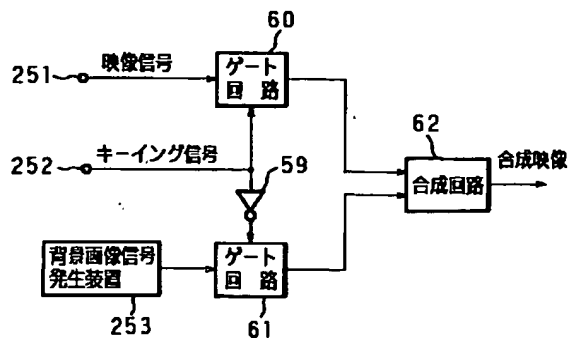 60
251
映像信号
ゲート
回路
252
キーイング信号
59
62
合成回路
合成映像
背景画像信号
発生装置
ゲート
回路
253
61